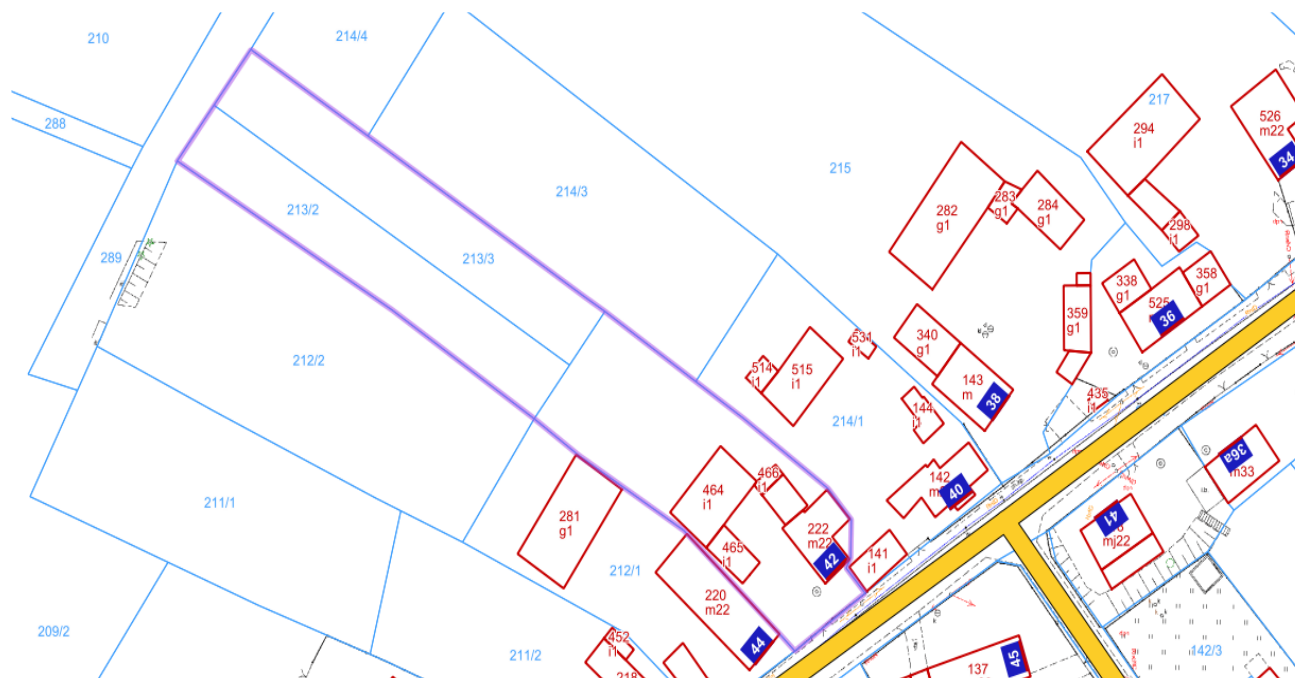 210
214/4
217
526
m22
34
294
i1
288
215
214/3
282
g1
283
g1
284
g1
298
i1
213/2
289
213/3
338
g1
358
g1
525
36
359
g1
531
i1
340
g1
212/2
514
i1
515
i1
143
m
38
435
i1
144
i1
214/1
36a
m33
466
i1
464
i1
142
m
40
211/1
41
mj22
281
g1
222
m22
42
465
i1
141
i1
212/1
220
m22
44
209/2
452
i1
211/2
142/3
45
137
218